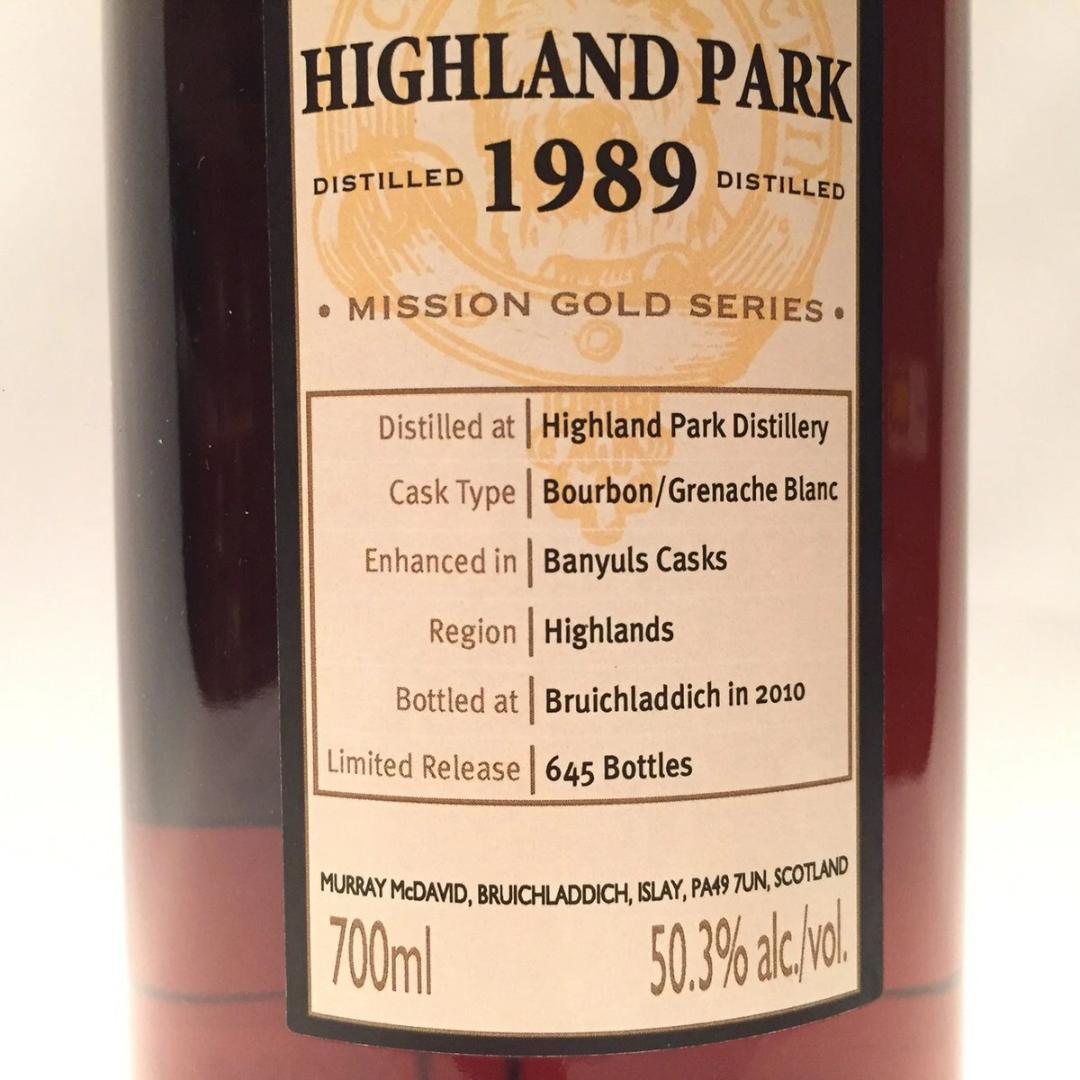 HIGHLAND PARK
DISTILLED 1989 DISTILLED
• MISSION GOLD SERIES •
Distilled at | Highland Park Distillery
Cask Type | Bourbon/Grenache Blanc
Enhanced in | Banyuls Casks
Region | Highlands
Bottled at | Bruichladdich in 2010
Limited Release | 645 Bottles
MURRAY McDAVID, BRUICHLADDICH, ISLAY, PA49 7UN, SCOTLAND
700ml 50.3% alc./vol.